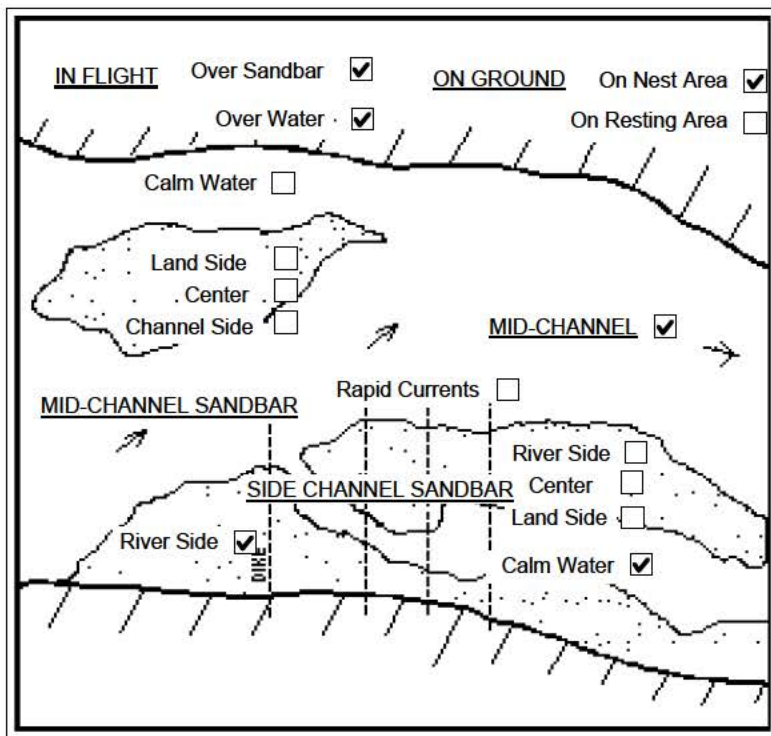 IN FLIGHT Over Sandbar ON GROUND On Nest Area
Over Water On Resting Area
Calm Water
Land Side
Center
Channel Side
MID-CHANNEL
Rapid Currents
MID-CHANNEL SANDBAR
River Side
SIDE CHANNEL SANDBAR Center
Land Side
River Side
DIKE
Calm Water